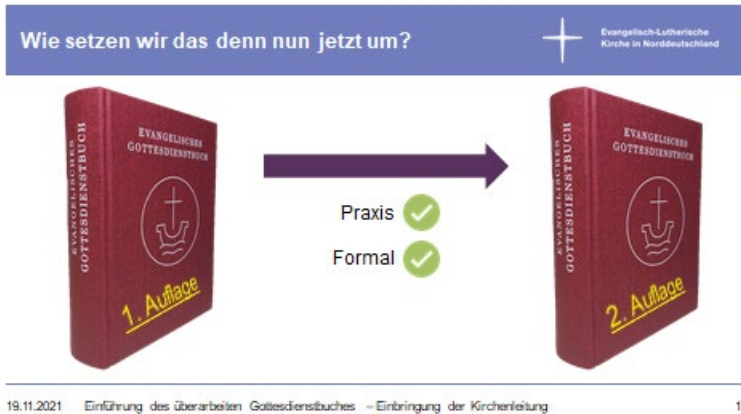 Wie setzen wir das denn nun jetzt um?
Evangelisch-Lutherische
Kirche in Norddeutschland
EVANGELISCHES
GOTTESDIENSTBUCH
EVANGELISCHES
GOTTESDIENSTBUCH
1. Auflage
Praxis
Formal
EVANGELISCHES
GOTTESDIENSTBUCH
EVANGELISCHES
GOTTESDIENSTBUCH
2. Auflage
19.11.2021 Einführung des überarbeiten Gottesdienstbuches – Einbringung der Kirchenleitung 1